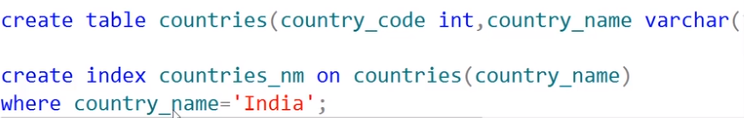 create table countries(country_code int,country_name varchar(
create index countries_nm on countries(country_name)
where country_name='India';